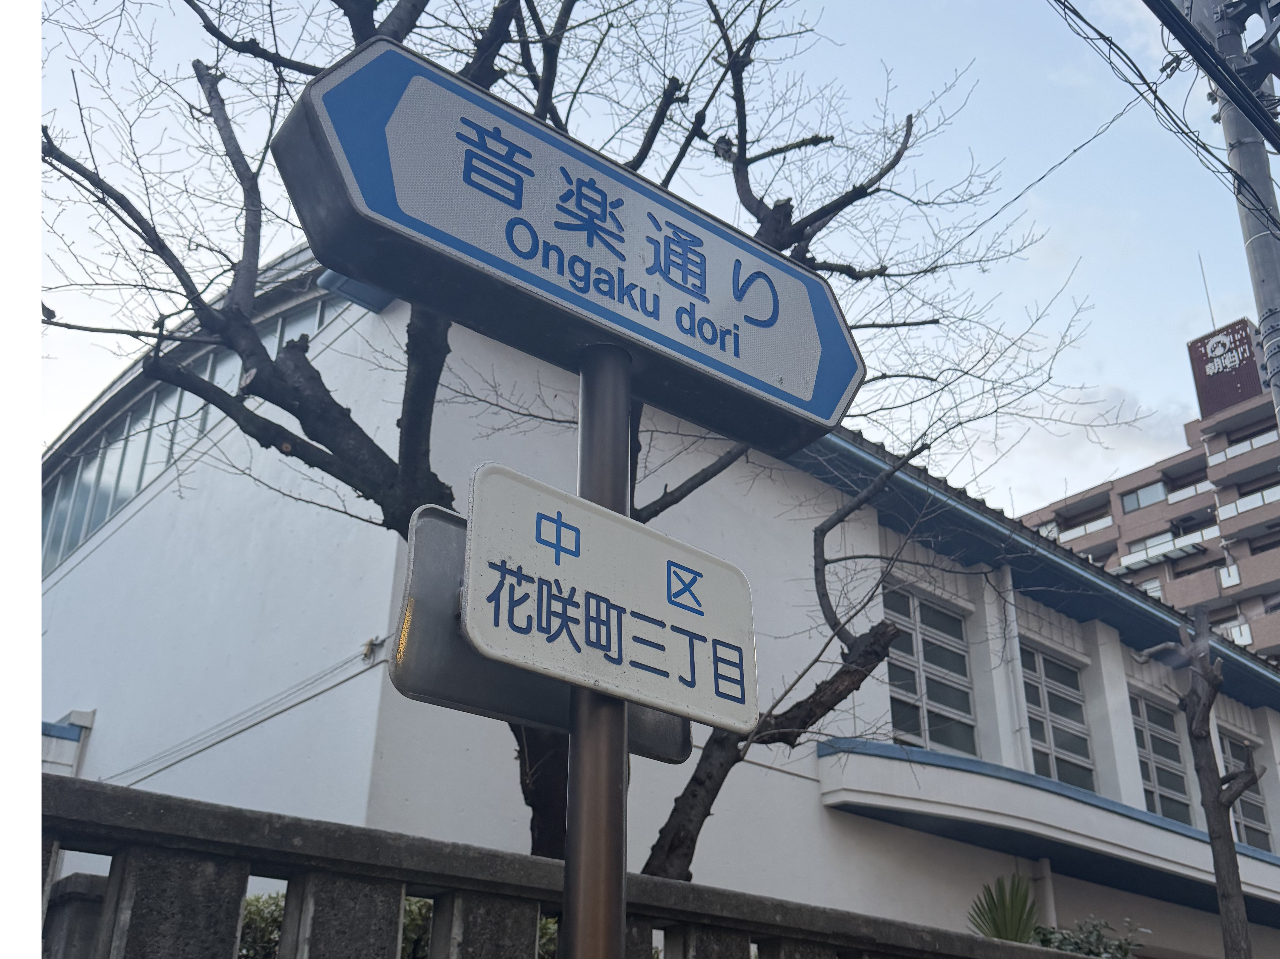 音楽通り
Ongaku dori
中区
花咲町三丁目